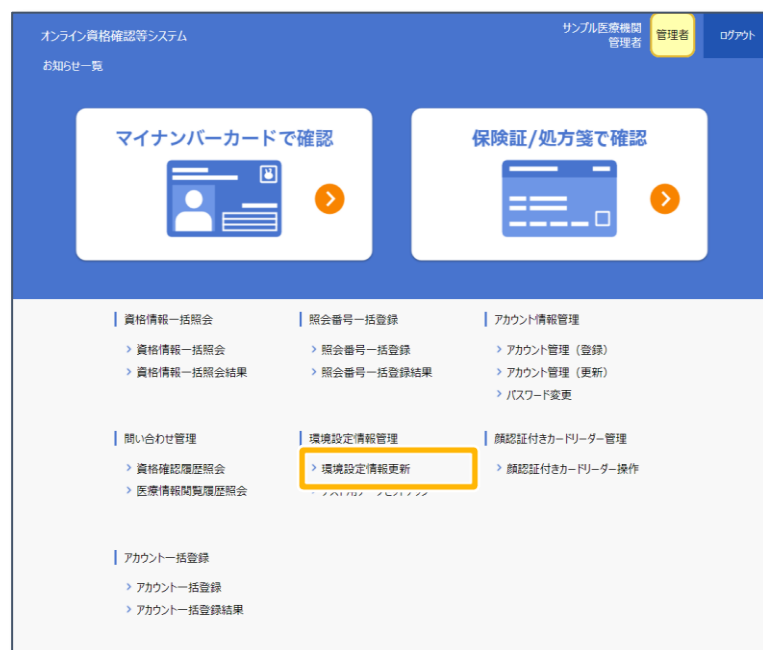 オンライン資格確認等システム
サンプル医療機関
管理者
管理者
ログアウト
お知らせ一覧
マイナンバーカードで確認
保険証/処方箋で確認
資格情報一括照会
資格情報一括照会
資格情報一括照会結果
照会番号一括登録
照会番号一括登録
照会番号一括登録結果
アカウント情報管理
アカウント管理（登録）
アカウント管理（更新）
パスワード変更
問い合わせ管理
資格確認履歴照会
医療情報閲覧履歴照会
環境設定情報管理
環境設定情報更新
顔認証付きカードリーダー管理
顔認証付きカードリーダー操作
アカウント一括登録
アカウント一括登録
アカウント一括登録結果